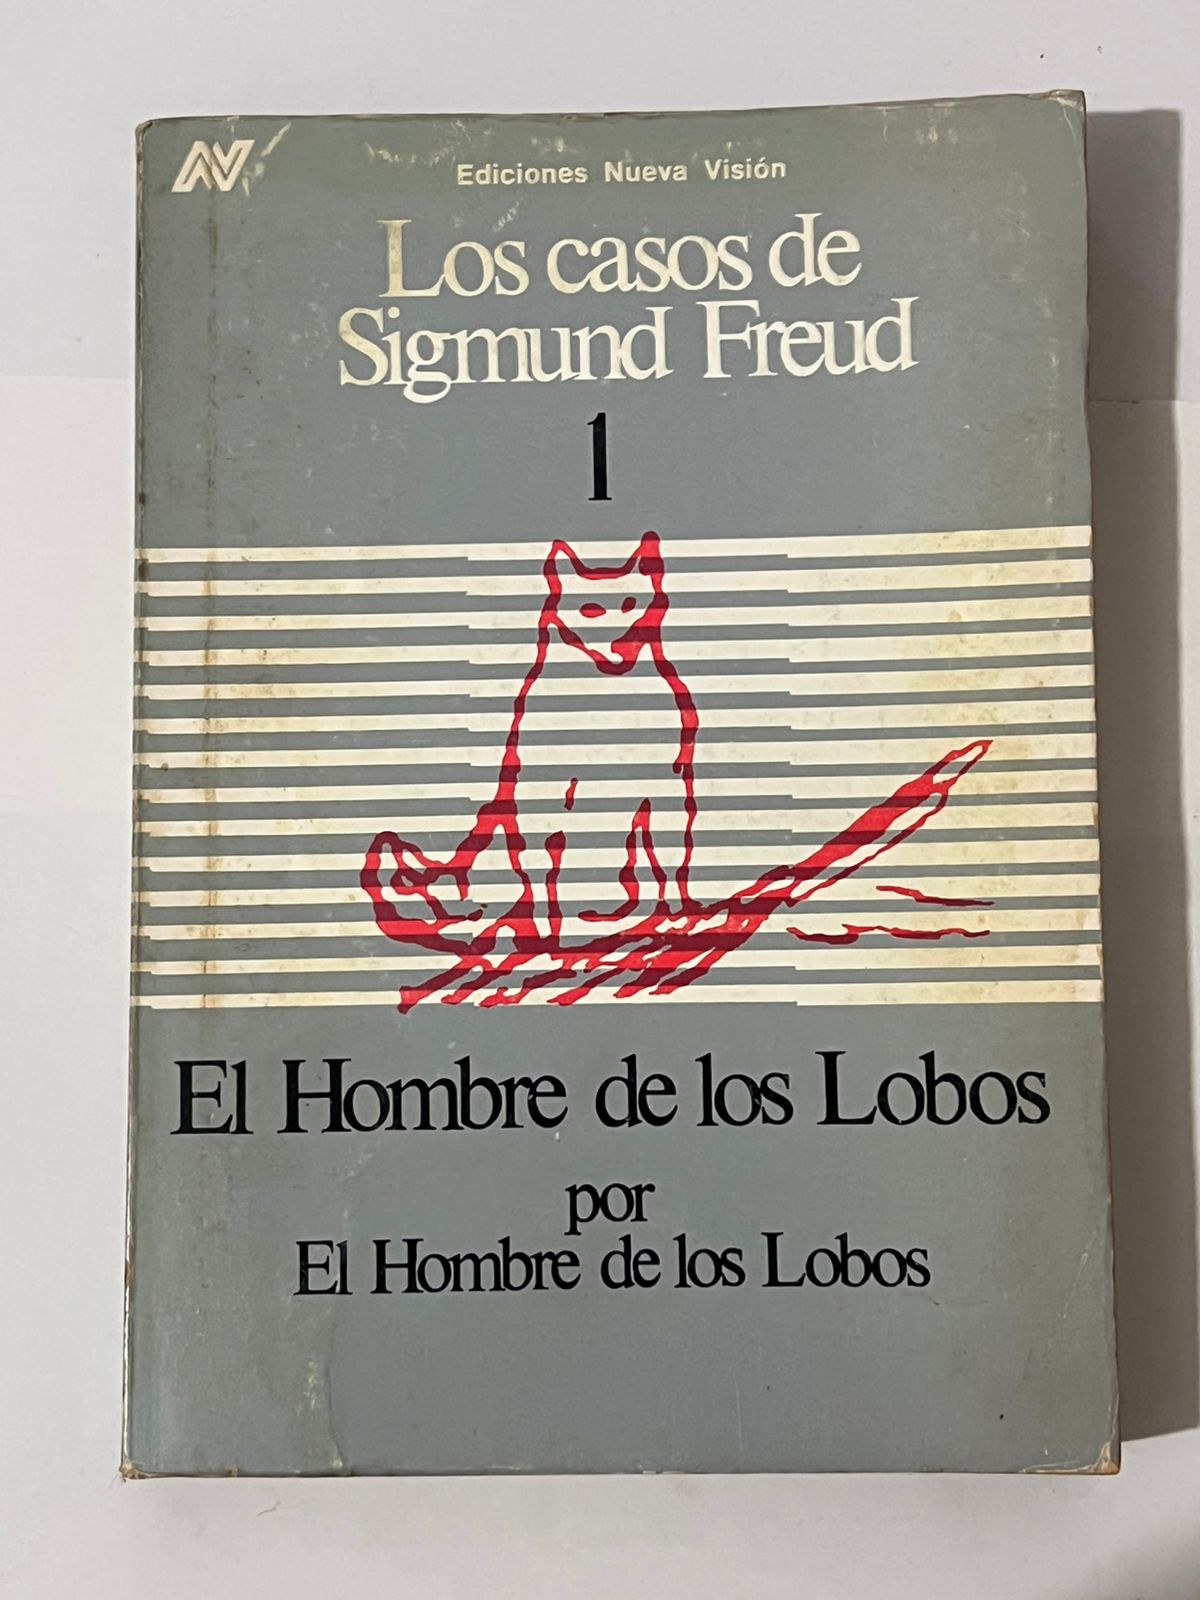 NV
Ediciones Nueva Visión
Los casos de
Sigmund Freud
1
El Hombre de los Lobos
por
El Hombre de los Lobos